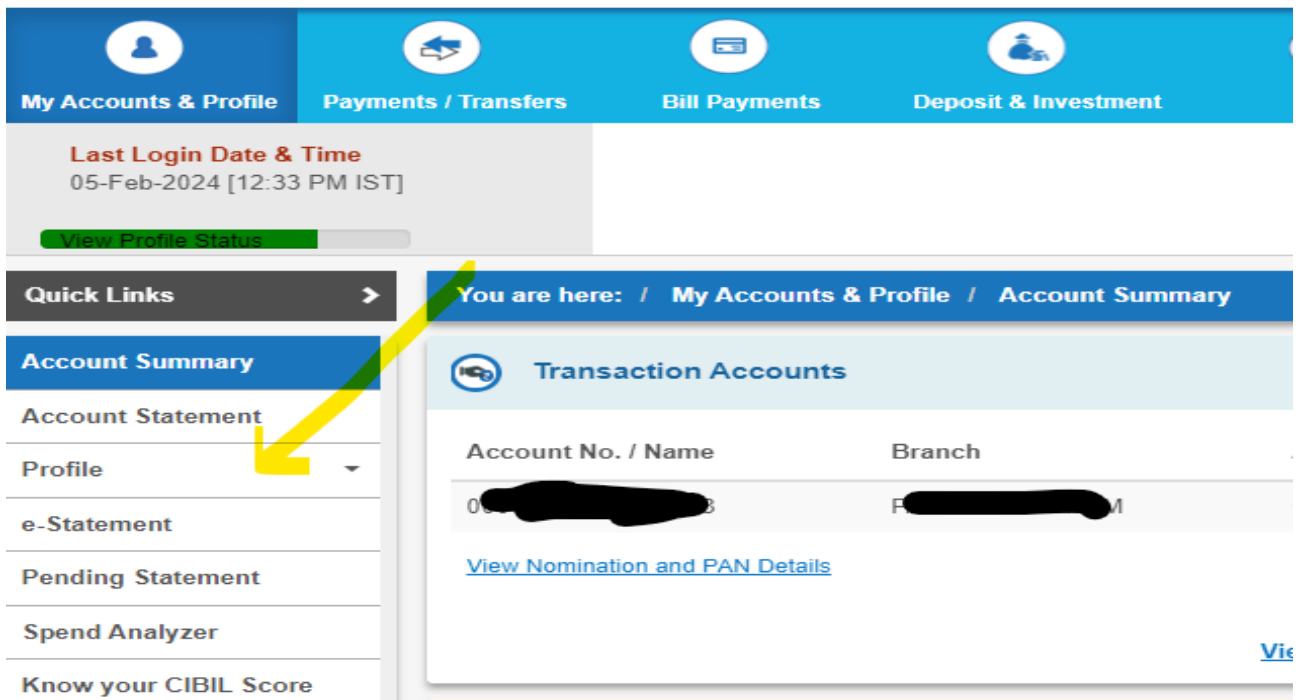 My Accounts & Profile
Payments / Transfers
Bill Payments
Deposit & Investment
Last Login Date & Time
05-Feb-2024 [12:33 PM IST]
View Profile Status
Quick Links
You are here: / My Accounts & Profile / Account Summary
Account Summary
Account Statement
Profile
e-Statement
Pending Statement
Spend Analyzer
Know your CIBIL Score
Transaction Accounts
Account No. / Name
Branch
View Nomination and PAN Details